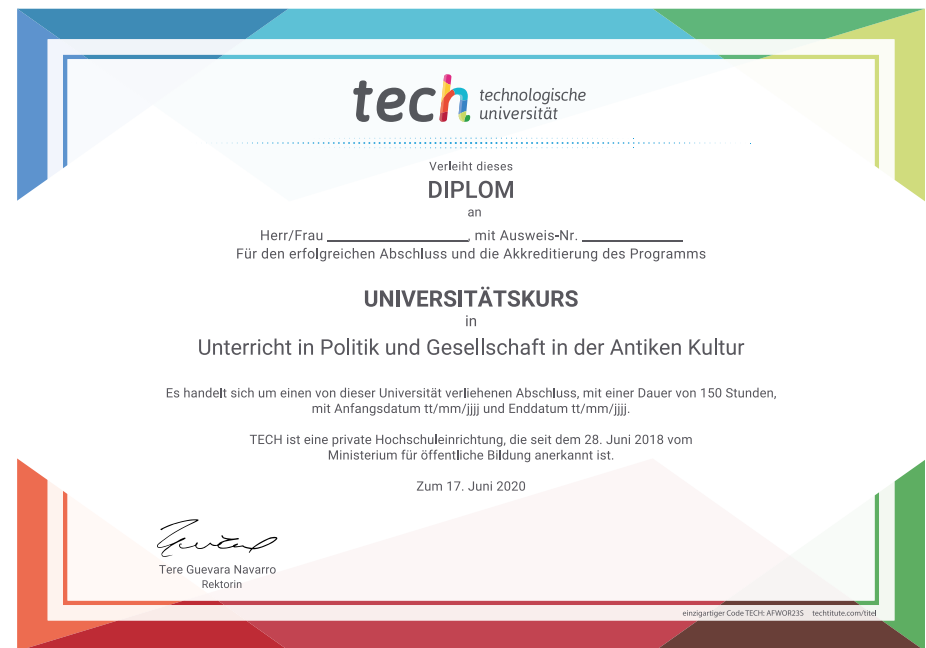 tech technologische
universität
Verleiht dieses
DIPLOM
an
Herr/Frau ____________, mit Ausweis-Nr. ____________
Für den erfolgreichen Abschluss und die Akkreditierung des Programms
UNIVERSITÄTSKURS
in
Unterricht in Politik und Gesellschaft in der Antiken Kultur
Es handelt sich um einen von dieser Universität verliehenen Abschluss, mit einer Dauer von 150 Stunden,
mit Anfangsdatum tt/mm/jjjj und Enddatum tt/mm/jjjj.
TECH ist eine private Hochschuleinrichtung, die seit dem 28. Juni 2018 vom
Ministerium für öffentliche Bildung anerkannt ist.
Zum 17. Juni 2020
Tere Guevara Navarro
Rektorin
einzigartiger Code TECH: AFWOR23S techtitute.com/titel